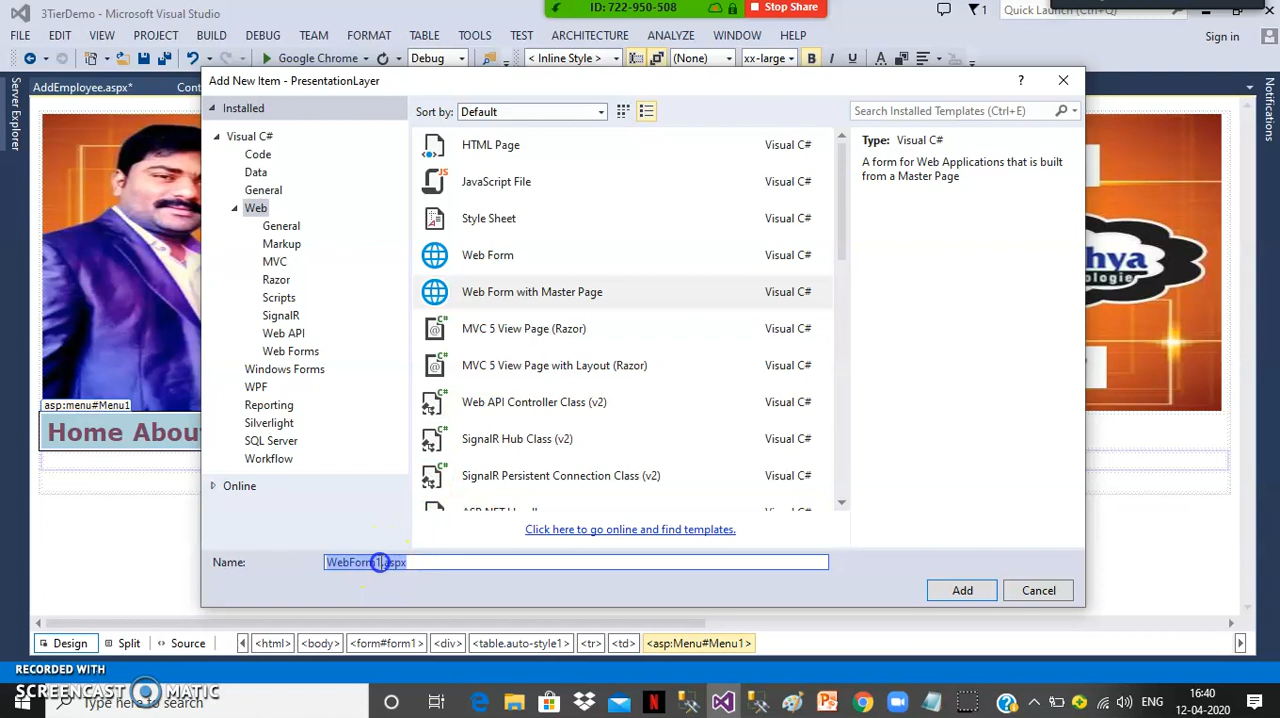 3TierDemo - Microsoft Visual Studio
ID: 722-950-508
Stop Share
1
Quick Launch (Ctrl+Q)
FILE EDIT VIEW PROJECT BUILD DEBUG TEAM FORMAT TABLE TOOLS TEST ARCHITECTURE ANALYZE WINDOW HELP
Sign in
Google Chrome
Debug
< Inline Style >
(None)
xx-large
B I U A
Server Explorer
AddEmployee.aspx*
Cont
Notifications
Add New Item - PresentationLayer
?
Installed
Sort by: Default
Search Installed Templates (Ctrl+E)
Visual C#
Code
Data
General
Web
General
Markup
MVC
Razor
Scripts
SignalR
Web API
Web Forms
Windows Forms
WPF
Reporting
Silverlight
SQL Server
Workflow
Online
HTML Page Visual C#
JavaScript File Visual C#
Style Sheet Visual C#
Web Form Visual C#
Web Form with Master Page Visual C#
MVC 5 View Page (Razor) Visual C#
MVC 5 View Page with Layout (Razor) Visual C#
Web API Controller Class (v2) Visual C#
SignalR Hub Class (v2) Visual C#
SignalR Persistent Connection Class (v2) Visual C#
Type: Visual C#
A form for Web Applications that is built
from a Master Page
Click here to go online and find templates.
Name: WebForm1.aspx
Add
Cancel
asp:menu#Menu1
Home Abou
hya
ologie
Design Split Source
<html> <body> <form#form1> <div> <table.auto-style1> <tr> <td> <asp:Menu#Menu1>
RECORDED WITH
SCREENCAST MATIC
here to search
ENG
16:40
12-04-2020